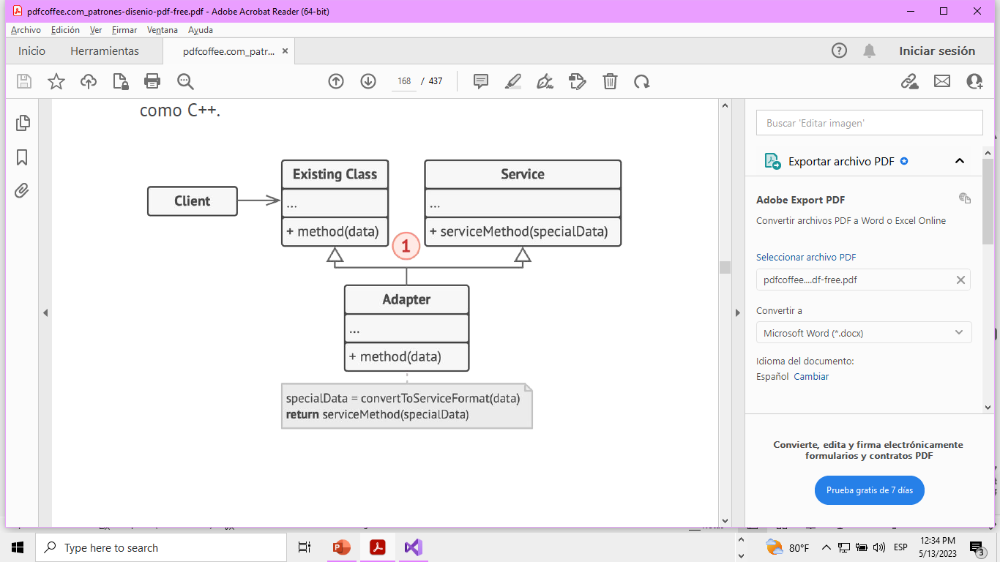 pdfcoffee.com_patrones-disenio-pdf-free.pdf - Adobe Acrobat Reader (64-bit)
Archivo Edición Ver Firmar Ventana Ayuda
Inicio Herramientas pdfcoffee.com_patr... × Iniciar sesión
168 / 437
como C++.
Client
Existing Class
...
+ method(data)
Service
...
+ serviceMethod(specialData)
1
Adapter
...
+ method(data)
specialData = convertToServiceFormat(data)
return serviceMethod(specialData)
Buscar 'Editar imagen'
Exportar archivo PDF
Adobe Export PDF
Convertir archivos PDF a Word o Excel Online
Seleccionar archivo PDF
pdfcoffee....df-free.pdf
Convertir a
Microsoft Word (*.docx)
Idioma del documento:
Español Cambiar
Convierte, edita y firma electrónicamente
formularios y contratos PDF
Prueba gratis de 7 días
Type here to search
80°F
ESP
12:34 PM
5/13/2023
3